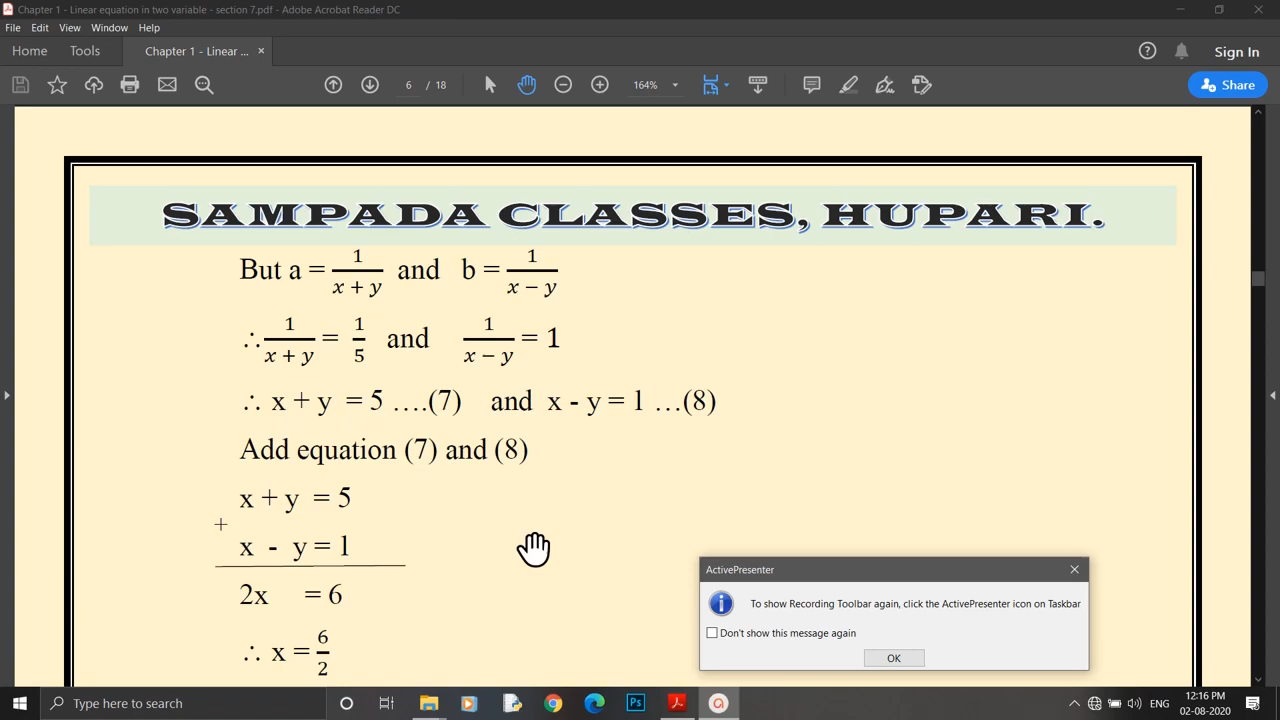 Chapter 1 - Linear equation in two variable - section 7.pdf - Adobe Acrobat Reader DC
File Edit View Window Help
Home Tools Chapter 1 - Linear ... × Sign In
6 / 18 164% Share
SAMPADA CLASSES, HUPARI.
But a = 1/(x + y) and b = 1/(x − y)
∴ 1/(x + y) = 1/5 and 1/(x − y) = 1
∴ x + y = 5 ….(7) and x - y = 1 …(8)
Add equation (7) and (8)
x + y = 5
+
x - y = 1
2x = 6
∴ x = 6/2
ActivePresenter
To show Recording Toolbar again, click the ActivePresenter icon on Taskbar
Don't show this message again
OK
Type here to search
Ps
ENG
12:16 PM
02-08-2020